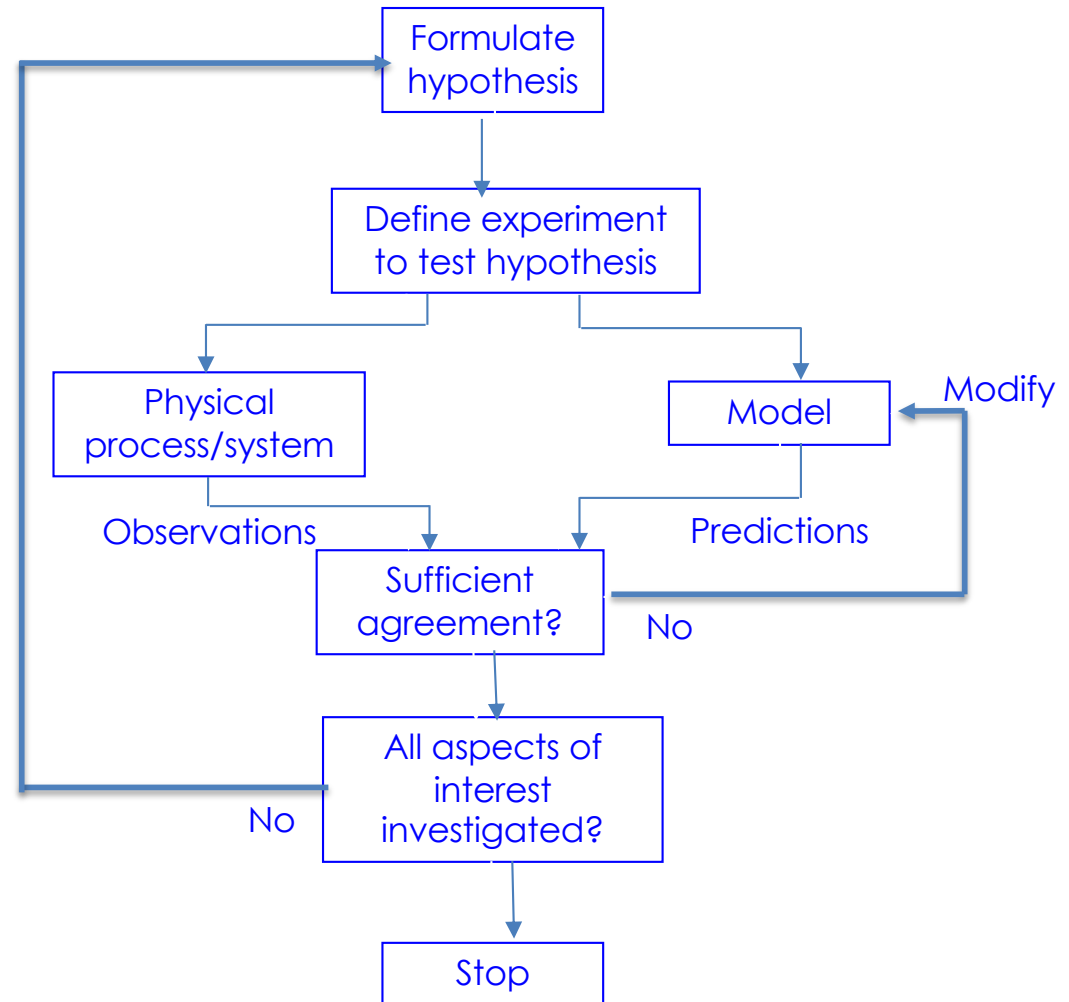 Formulate
hypothesis
Define experiment
to test hypothesis
Physical
process/system
Model
Modify
Observations
Predictions
Sufficient
agreement?
No
All aspects of
interest
investigated?
No
Stop